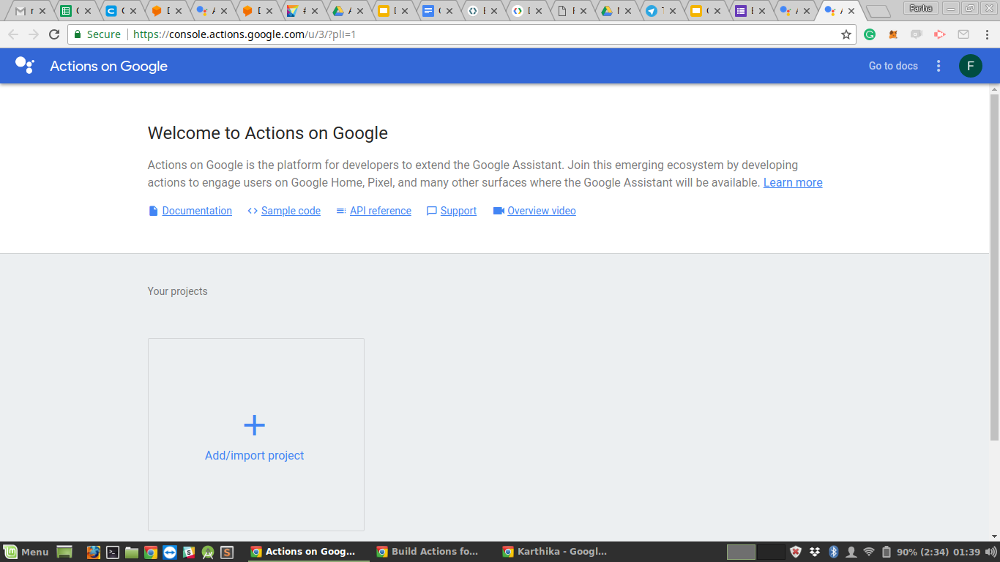 Farha
Secure https://console.actions.google.com/u/3/?pli=1
Actions on Google
Go to docs
F
Welcome to Actions on Google
Actions on Google is the platform for developers to extend the Google Assistant. Join this emerging ecosystem by developing
actions to engage users on Google Home, Pixel, and many other surfaces where the Google Assistant will be available. Learn more
Documentation Sample code API reference Support Overview video
Your projects
Add/import project
Menu Actions on Goog... Build Actions fo... Karthika - Googl... 90% (2:34) 01:39